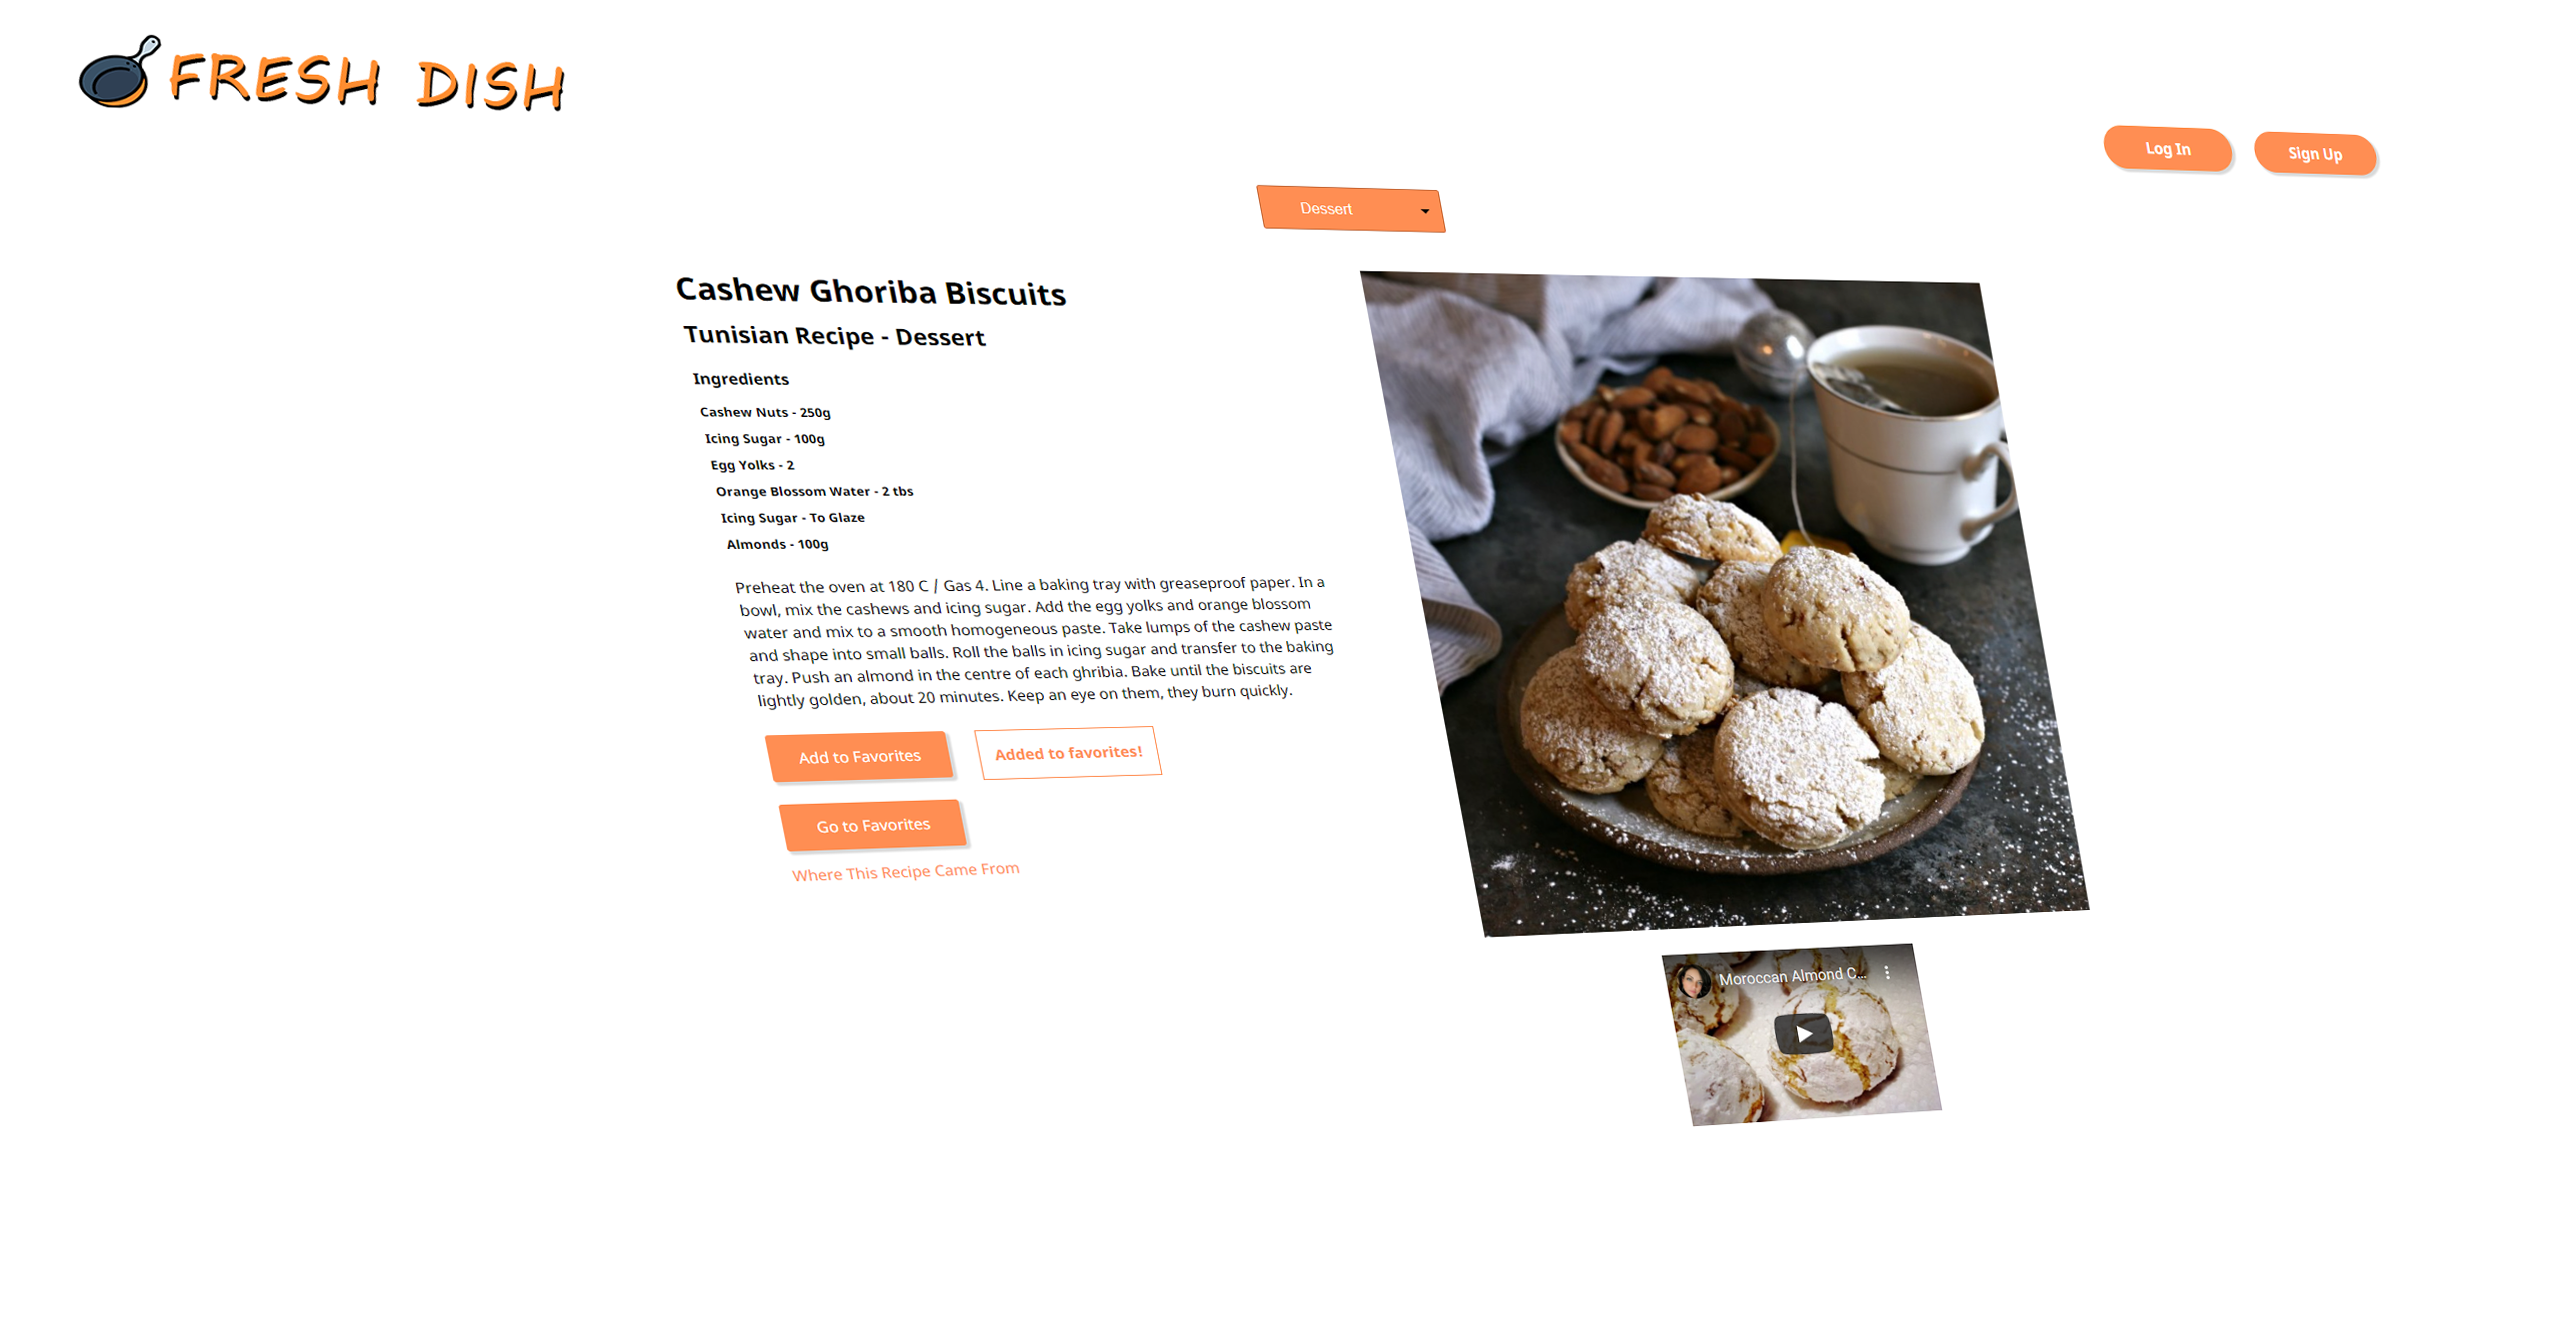 FRESH DISH
Log In
Sign Up
Dessert
Cashew Ghoriba Biscuits
Tunisian Recipe - Dessert
Ingredients
Cashew Nuts - 250g
Icing Sugar - 100g
Egg Yolks - 2
Orange Blossom Water - 2 tbs
Icing Sugar - To Glaze
Almonds - 100g
Preheat the oven at 180 C / Gas 4. Line a baking tray with greaseproof paper. In a
bowl, mix the cashews and icing sugar. Add the egg yolks and orange blossom
water and mix to a smooth homogeneous paste. Take lumps of the cashew paste
and shape into small balls. Roll the balls in icing sugar and transfer to the baking
tray. Push an almond in the centre of each ghribia. Bake until the biscuits are
lightly golden, about 20 minutes. Keep an eye on them, they burn quickly.
Add to Favorites
Added to favorites!
Go to Favorites
Where This Recipe Came From
Moroccan Almond C...